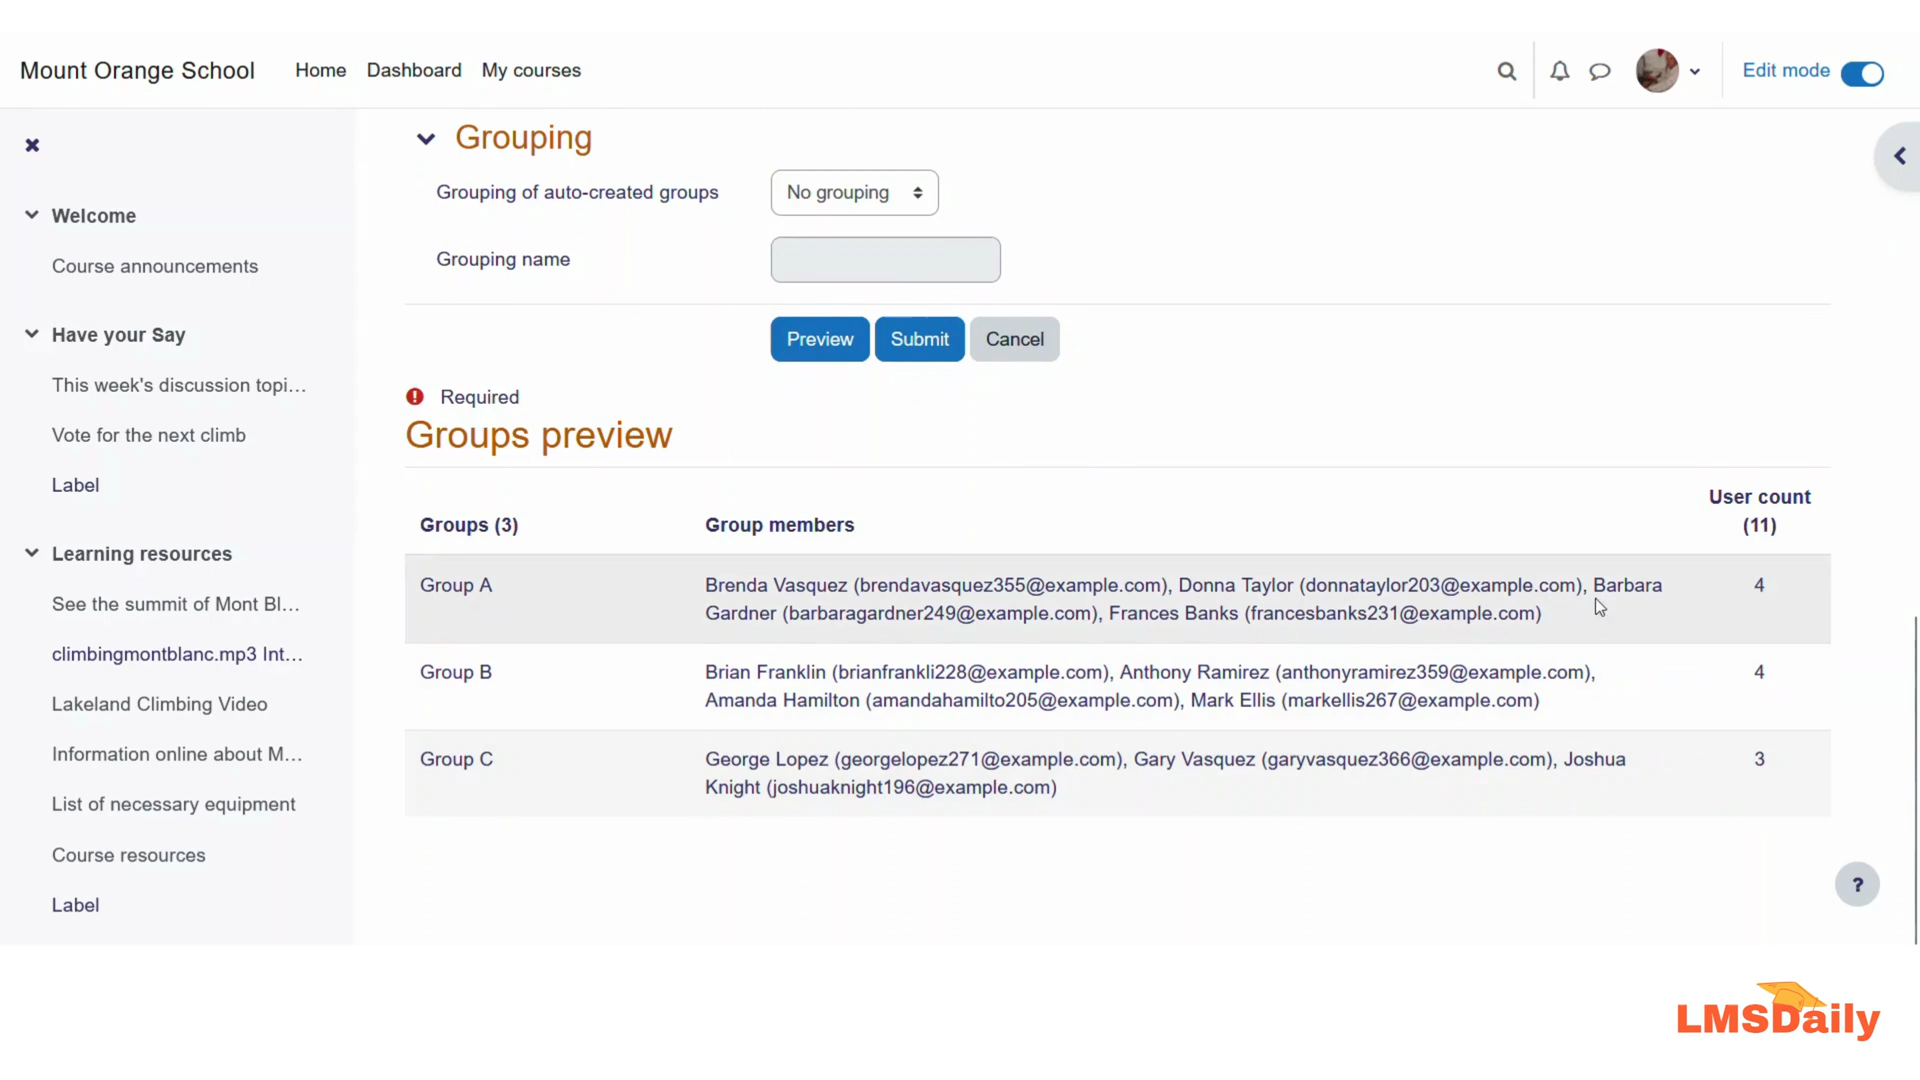 Mount Orange School Home Dashboard My courses Edit mode
Welcome
Course announcements
Have your Say
This week's discussion topi...
Vote for the next climb
Label
Learning resources
See the summit of Mont Bl...
climbingmontblanc.mp3 Int...
Lakeland Climbing Video
Information online about M...
List of necessary equipment
Course resources
Label
Grouping
Grouping of auto-created groups No grouping
Grouping name
Preview Submit Cancel
Required
Groups preview
Groups (3) Group members User count
(11)
Group A Brenda Vasquez (brendavasquez355@example.com), Donna Taylor (donnataylor203@example.com), Barbara 4
Gardner (barbaragardner249@example.com), Frances Banks (francesbanks231@example.com)
Group B Brian Franklin (brianfrankli228@example.com), Anthony Ramirez (anthonyramirez359@example.com), 4
Amanda Hamilton (amandahamilto205@example.com), Mark Ellis (markellis267@example.com)
Group C George Lopez (georgelopez271@example.com), Gary Vasquez (garyvasquez366@example.com), Joshua 3
Knight (joshuaknight196@example.com)
?
LMSDaily